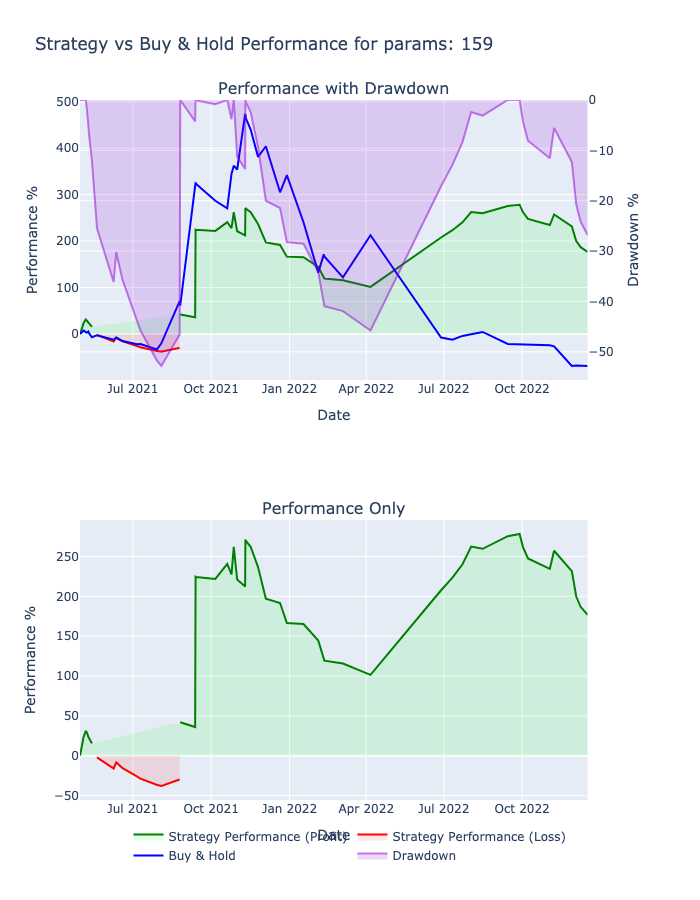 Strategy vs Buy & Hold Performance for params: 159
Performance with Drawdown
500
400
300
200
100
0
Performance %
0
−10
−20
−30
−40
−50
Drawdown %
Jul 2021 Oct 2021 Jan 2022 Apr 2022 Jul 2022 Oct 2022
Date
Performance Only
250
200
150
100
50
0
−50
Performance %
Jul 2021 Oct 2021 Jan 2022 Apr 2022 Jul 2022 Oct 2022
Date
Strategy Performance (Profit) Strategy Performance (Loss)
Buy & Hold Drawdown